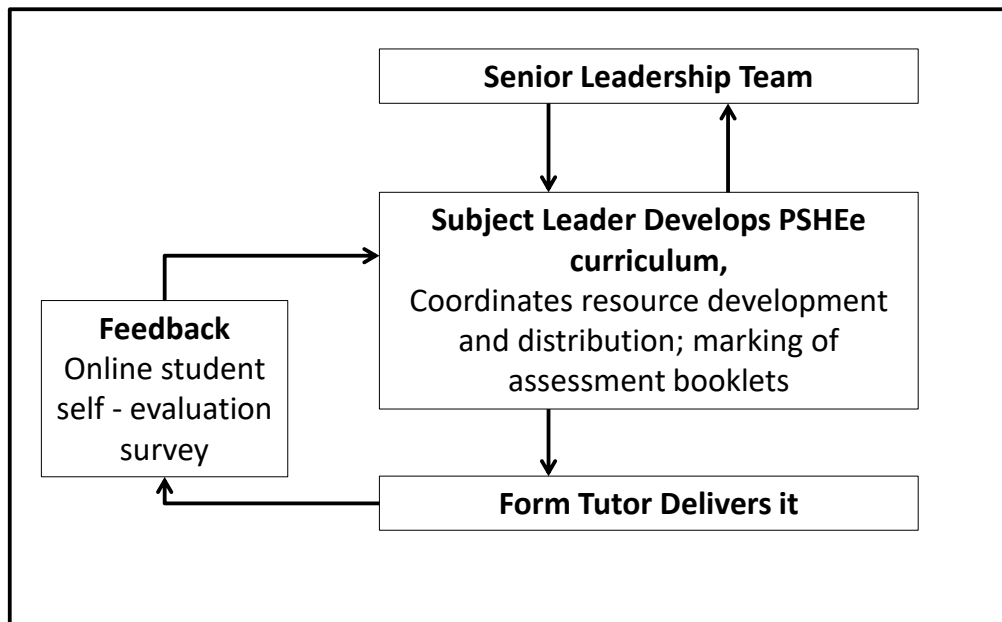 Senior Leadership Team
Subject Leader Develops PSHEe
curriculum,
Coordinates resource development
and distribution; marking of
assessment booklets
Feedback
Online student
self - evaluation
survey
Form Tutor Delivers it